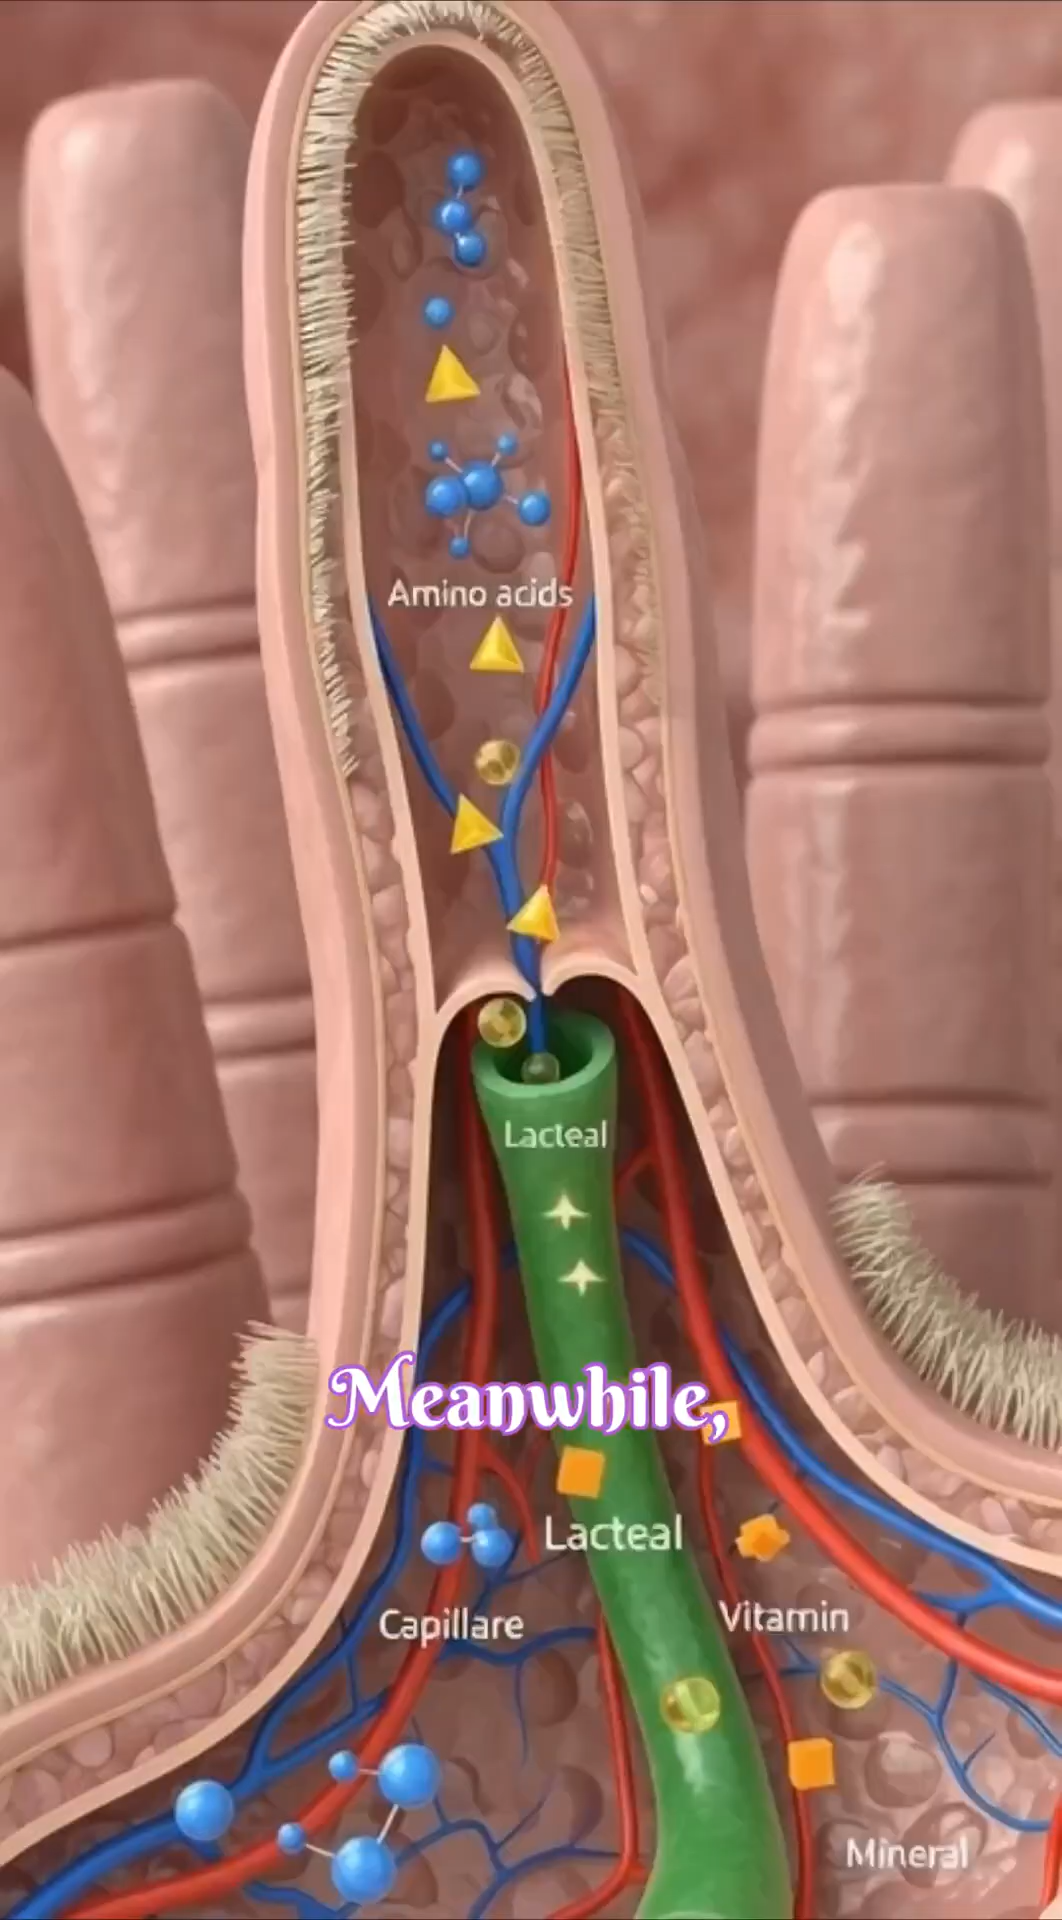 Amino acids
Lacteal
Meanwhile,
Lacteal
Capillare
Vitamin
Mineral